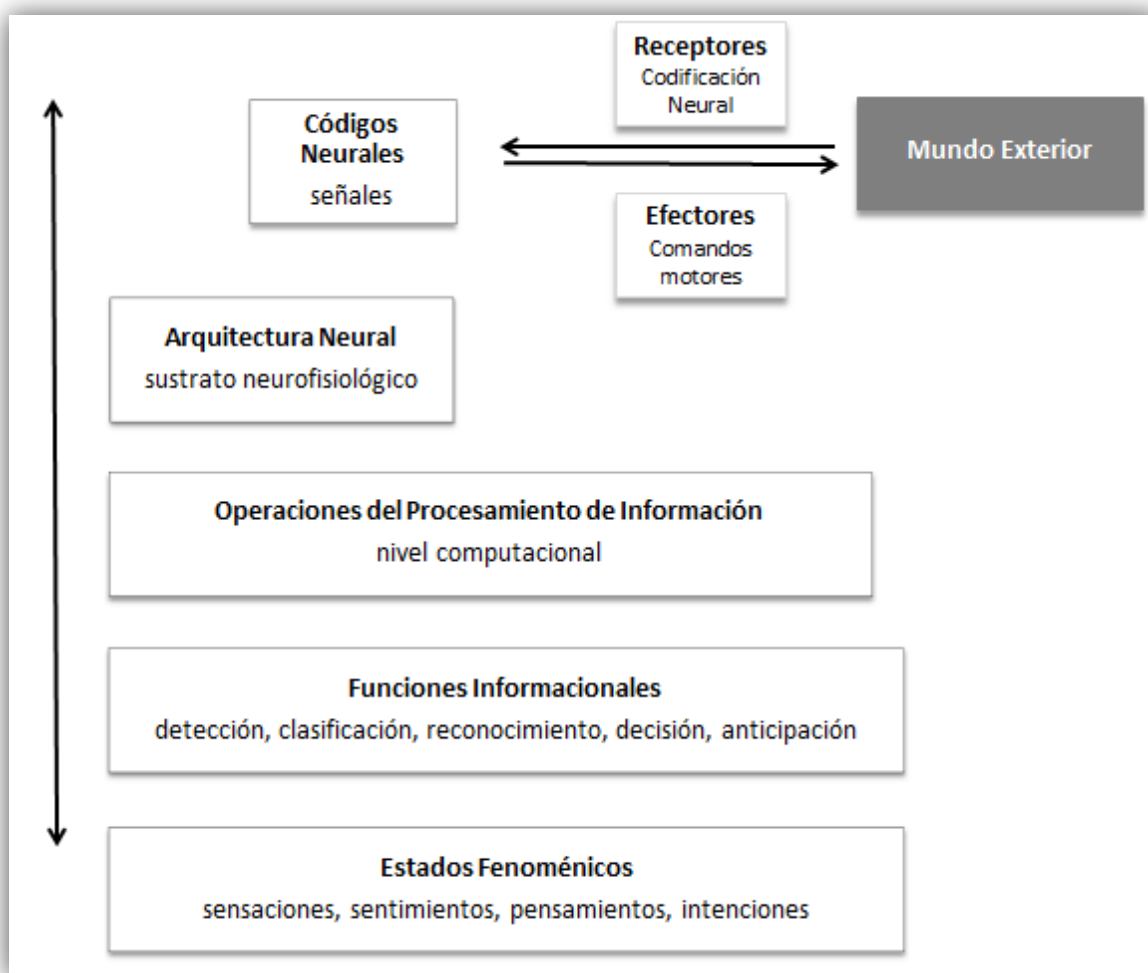 Receptores
Codificación
Neural
Códigos
Neurales
señales
Mundo Exterior
Efectores
Comandos
motores
Arquitectura Neural
sustrato neurofisiológico
Operaciones del Procesamiento de Información
nivel computacional
Funciones Informacionales
detección, clasificación, reconocimiento, decisión, anticipación
Estados Fenoménicos
sensaciones, sentimientos, pensamientos, intenciones